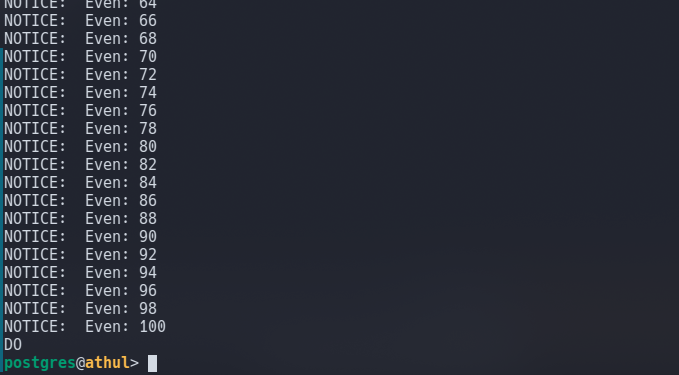 NOTICE:  Even: 64
NOTICE:  Even: 66
NOTICE:  Even: 68
NOTICE:  Even: 70
NOTICE:  Even: 72
NOTICE:  Even: 74
NOTICE:  Even: 76
NOTICE:  Even: 78
NOTICE:  Even: 80
NOTICE:  Even: 82
NOTICE:  Even: 84
NOTICE:  Even: 86
NOTICE:  Even: 88
NOTICE:  Even: 90
NOTICE:  Even: 92
NOTICE:  Even: 94
NOTICE:  Even: 96
NOTICE:  Even: 98
NOTICE:  Even: 100
DO
postgres@athul>